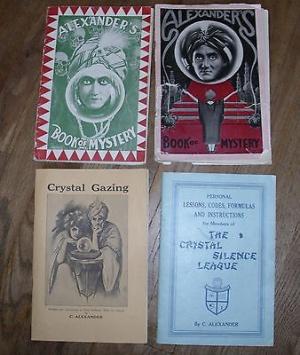 ALEXANDER'S
BOOK OF MYSTERY
ALEXANDER'S
BOOK OF MYSTERY
Crystal Gazing
By
C. ALEXANDER
PERSONAL
LESSONS, CODES, FORMULAS
AND INSTRUCTIONS
For Members of
THE
CRYSTAL
SILENCE
LEAGUE
By C. ALEXANDER